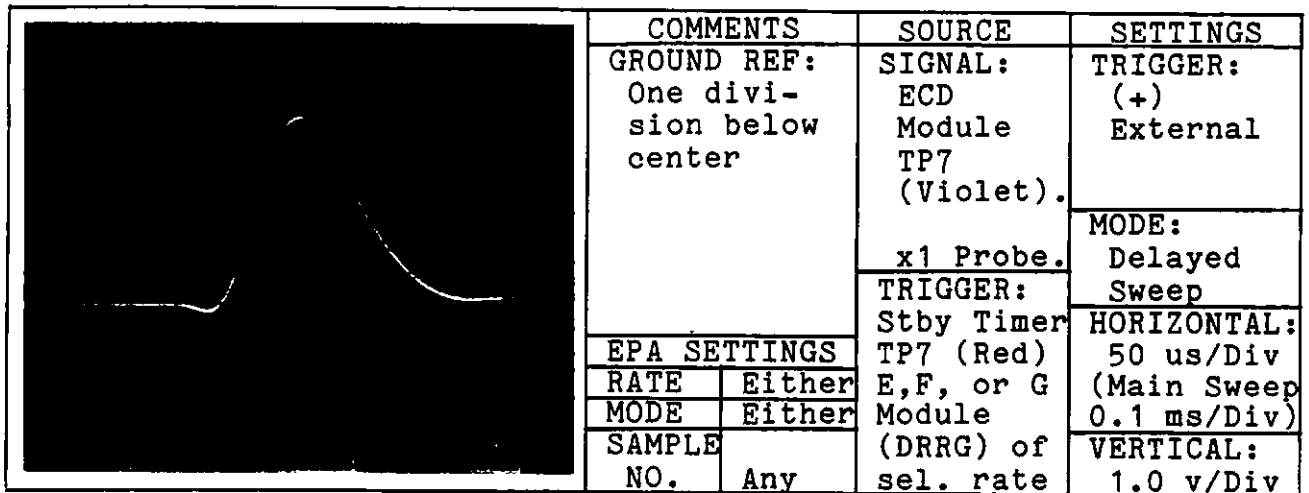 COMMENTS
GROUND REF:
One divi-
sion below
center
EPA SETTINGS
RATE Either
MODE Either
SAMPLE
NO. Any
SOURCE
SIGNAL:
ECD
Module
TP7
(Violet).
x1 Probe.
TRIGGER:
Stby Timer
TP7 (Red)
E,F, or G
Module
(DRRG) of
sel. rate
SETTINGS
TRIGGER:
(+)
External
MODE:
Delayed
Sweep
HORIZONTAL:
50 us/Div
(Main Sweep
0.1 ms/Div)
VERTICAL:
1.0 v/Div